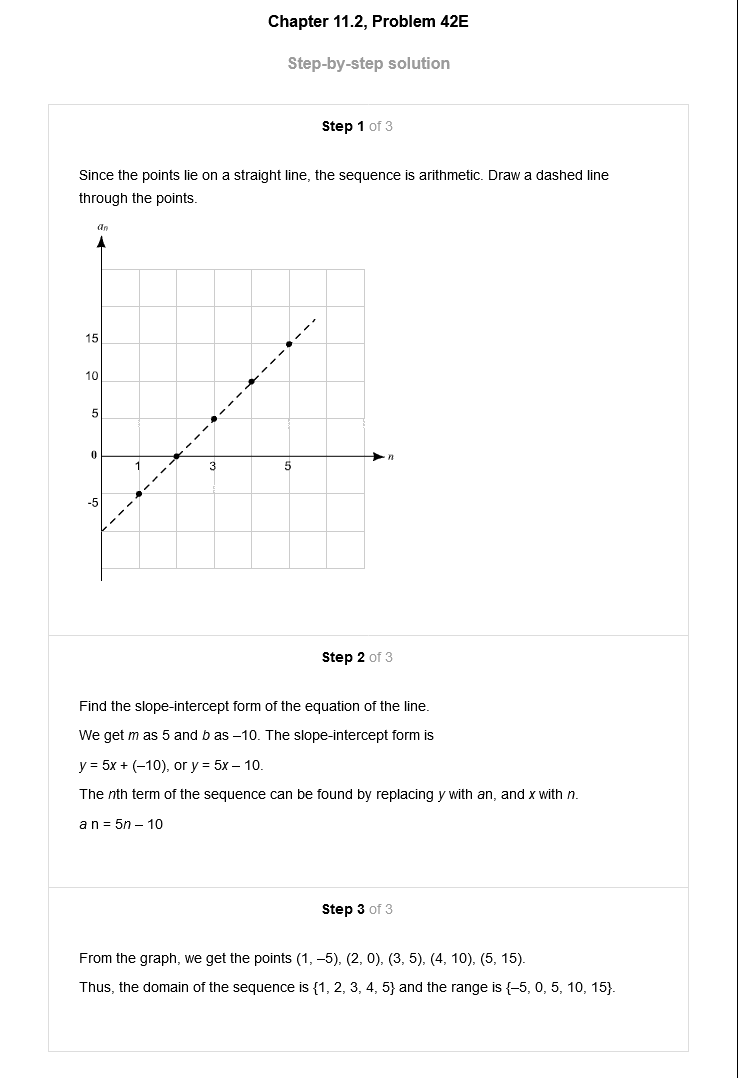 Chapter 11.2, Problem 42E
Step-by-step solution
Step 1 of 3
Since the points lie on a straight line, the sequence is arithmetic. Draw a dashed line
through the points.
an
15
10
5
0
1
3
5
n
-5
Step 2 of 3
Find the slope-intercept form of the equation of the line.
We get m as 5 and b as –10. The slope-intercept form is
y = 5x + (–10), or y = 5x – 10.
The nth term of the sequence can be found by replacing y with an, and x with n.
a n = 5n – 10
Step 3 of 3
From the graph, we get the points (1, –5), (2, 0), (3, 5), (4, 10), (5, 15).
Thus, the domain of the sequence is {1, 2, 3, 4, 5} and the range is {–5, 0, 5, 10, 15}.